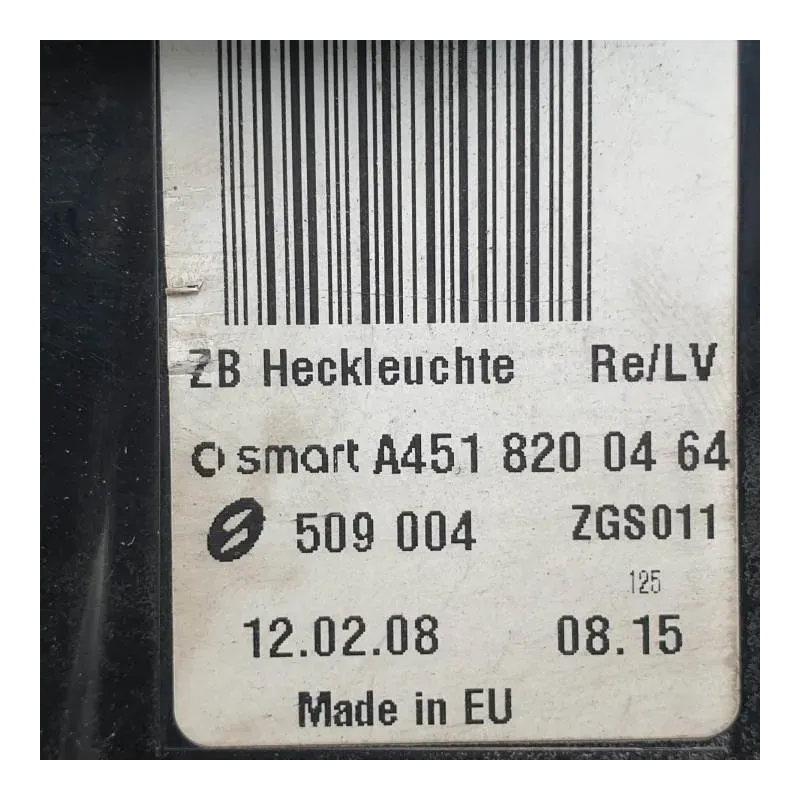 ZB Heckleuchte Re/LV
smart A451 820 04 64
509 004 ZGS011
125
12.02.08 08.15
Made in EU